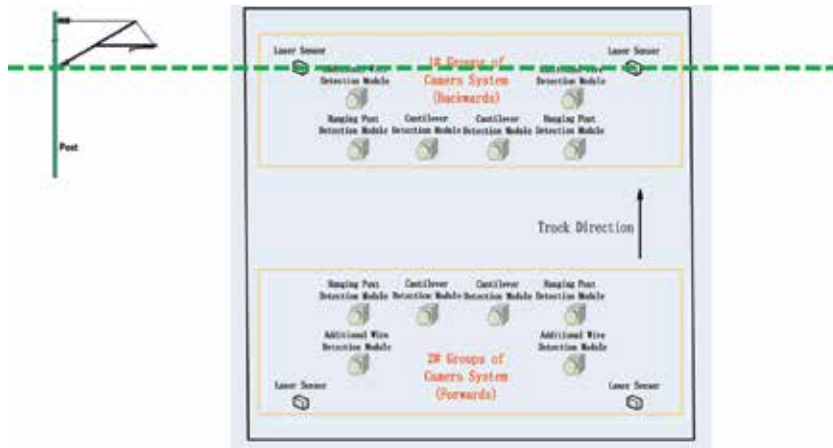 Laser Sensor
Laser Sensor
1# Groups of
Camera System
(Backwards)
Wire
Detection Module
Wire
Detection Module
Hanging Post
Detection Module
Cantilever
Detection Module
Cantilever
Detection Module
Hanging Post
Detection Module
Post
Truck Direction
Hanging Post
Detection Module
Cantilever
Detection Module
Cantilever
Detection Module
Hanging Post
Detection Module
Additional Wire
Detection Module
Additional Wire
Detection Module
2# Groups of
Camera System
(Forwards)
Laser Sensor
Laser Sensor